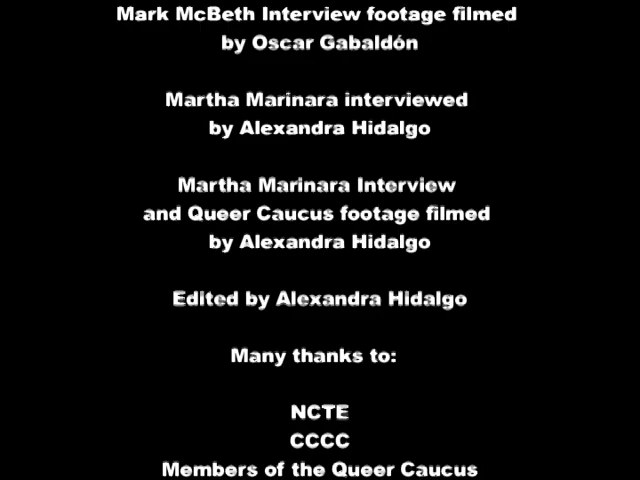 Mark McBeth Interview footage filmed
by Oscar Gabaldón
Martha Marinara interviewed
by Alexandra Hidalgo
Martha Marinara Interview
and Queer Caucus footage filmed
by Alexandra Hidalgo
Edited by Alexandra Hidalgo
Many thanks to:
NCTE
CCCC
Members of the Queer Caucus